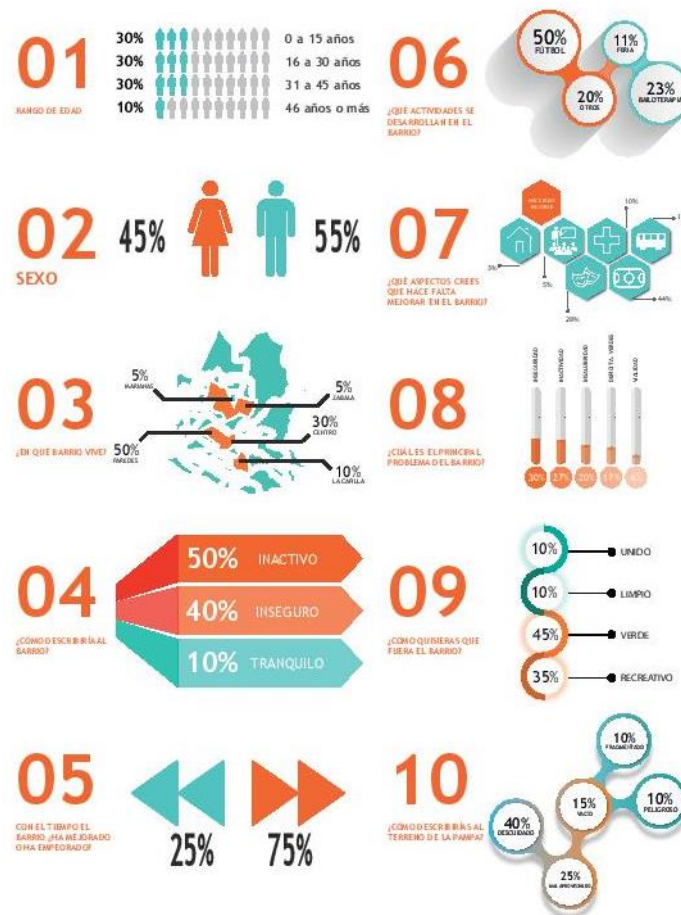 01
RANGO DE EDAD
30% 0 a 15 años
30% 16 a 30 años
30% 31 a 45 años
10% 46 años o más
02
SEXO
45%
55%
03
¿EN QUÉ BARRIO VIVE?
5%
MARIANAS
5%
ZABALA
30%
CENTRO
50%
PAREDES
10%
LA CAPILLA
04
¿CÓMO DESCRIBIRÍA AL
BARRIO?
50% INACTIVO
40% INSEGURO
10% TRANQUILO
05
CON EL TIEMPO EL
BARRIO ¿HA MEJORADO
O HA EMPEORADO?
25%
75%
06
¿QUÉ ACTIVIDADES SE
DESARROLLAN EN EL
BARRIO?
50%
FÚTBOL
11%
FERIA
20%
OTROS
23%
BAILOTERAPIA
07
¿QUÉ ASPECTOS CREES
QUE HACE FALTA
MEJORAR EN EL BARRIO?
10%
5%
44%
08
¿CUÁL ES EL PRINCIPAL
PROBLEMA DEL BARRIO?
INSEGURIDAD
INACTIVIDAD
INSALUBRIDAD
VIALIDAD
30%
27%
20%
09
¿CÓMO QUISIERAS QUE
FUERA EL BARRIO?
10% UNIDO
10% LIMPIO
45% VERDE
35% RECREATIVO
10
¿CÓMO DESCRIBIRÍAS AL
TERRENO DE LA PAMPA?
10%
FRAGMENTADO
15%
VACÍO
10%
PELIGROSO
40%
DESCUIDADO
25%